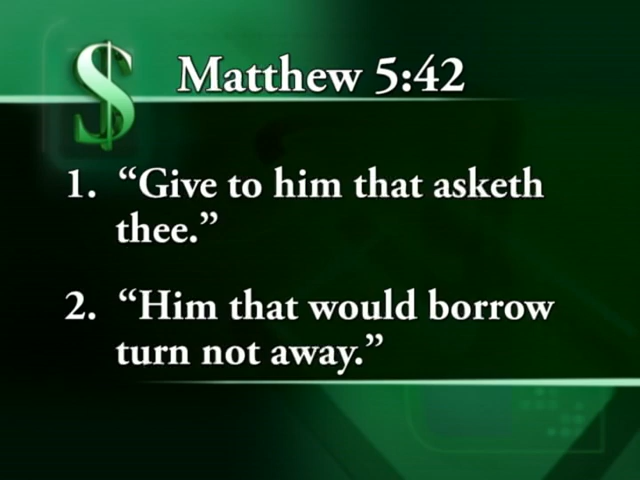 $ Matthew 5:42
1. “Give to him that asketh
thee.”
2. “Him that would borrow
turn not away.”